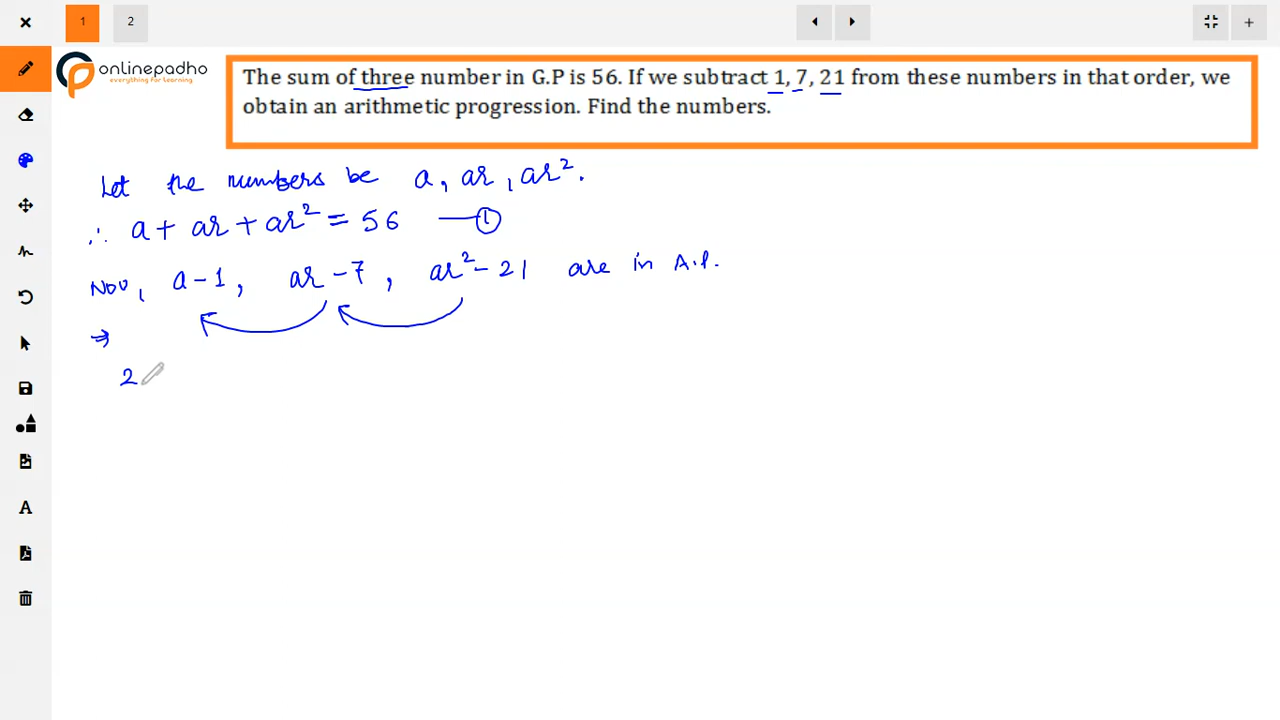 1 2
onlinepadho
everything for learning
The sum of three number in G.P is 56. If we subtract 1, 7, 21 from these numbers in that order, we
obtain an arithmetic progression. Find the numbers.
Let the numbers be a, ar, ar².
∴ a + ar + ar² = 56 —①
Now, a-1, ar-7, ar²-21 are in A.P.
⇒
2
A